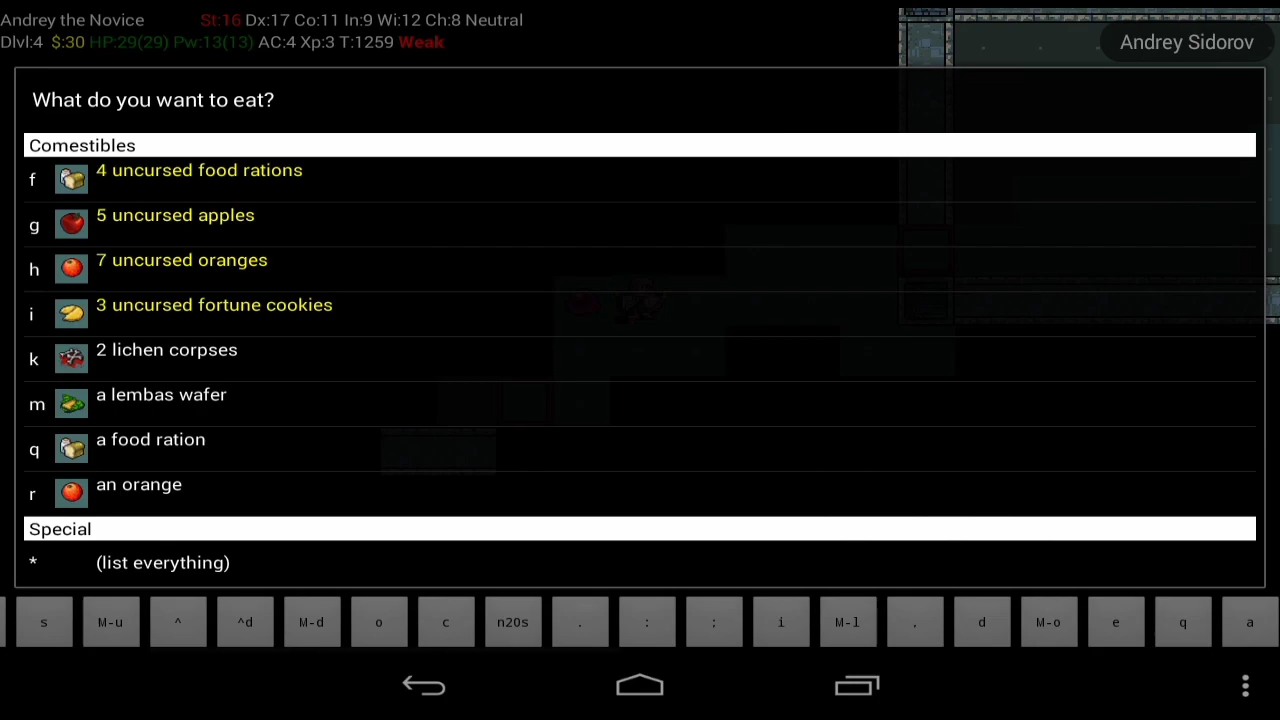 Andrey the Novice St:16 Dx:17 Co:11 In:9 Wi:12 Ch:8 Neutral
Dlvl:4 $:30 HP:29(29) Pw:13(13) AC:4 Xp:3 T:1259 Weak
Andrey Sidorov
What do you want to eat?
Comestibles
f 4 uncursed food rations
g 5 uncursed apples
h 7 uncursed oranges
i 3 uncursed fortune cookies
k 2 lichen corpses
m a lembas wafer
q a food ration
r an orange
Special
* (list everything)
s M-u ^ ^d M-d o c n20s . : ; i M-l . d M-o e q a